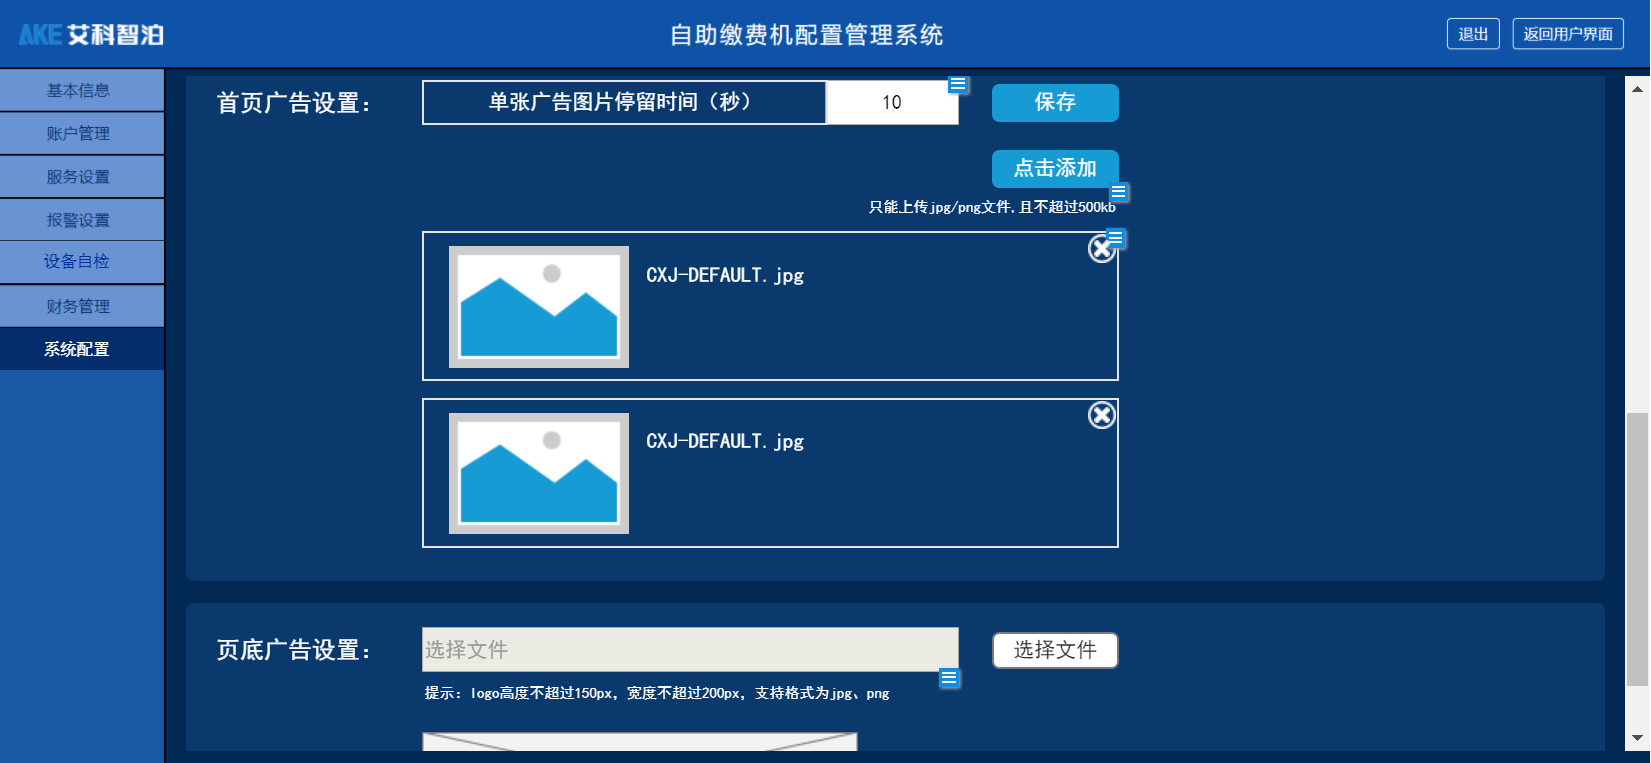 AKE 艾科智泊
自助缴费机配置管理系统
退出
返回用户界面
基本信息
账户管理
服务设置
报警设置
设备自检
财务管理
系统配置
首页广告设置：
单张广告图片停留时间（秒）
10
保存
点击添加
只能上传jpg/png文件,且不超过500kb
CXJ-DEFAULT.jpg
CXJ-DEFAULT.jpg
页底广告设置：
选择文件
选择文件
提示：logo高度不超过150px，宽度不超过200px，支持格式为jpg、png